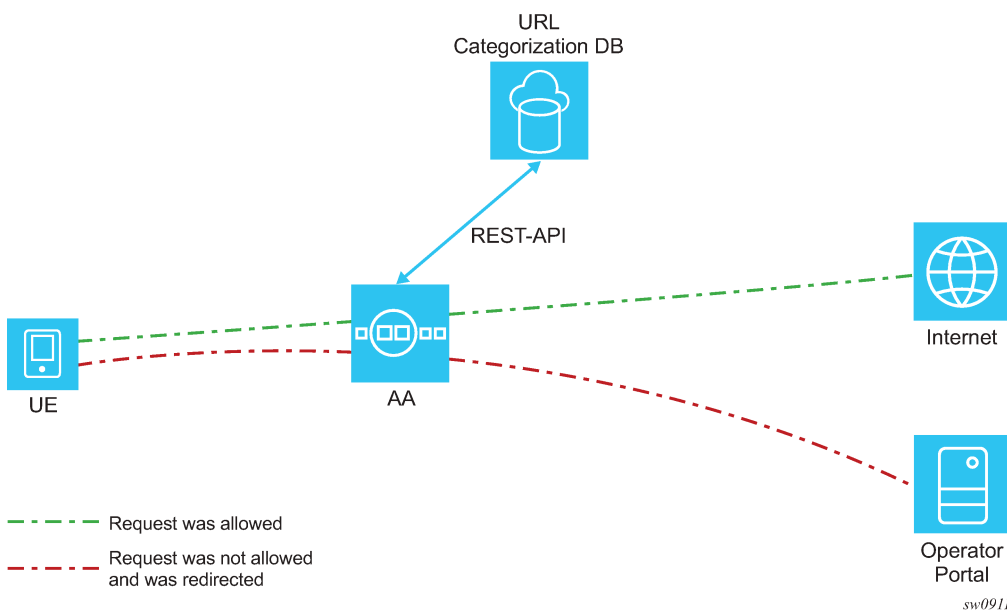 URL
Categorization DB
REST-API
Internet
UE
AA
Request was allowed
Request was not allowed
and was redirected
Operator
Portal
sw0911